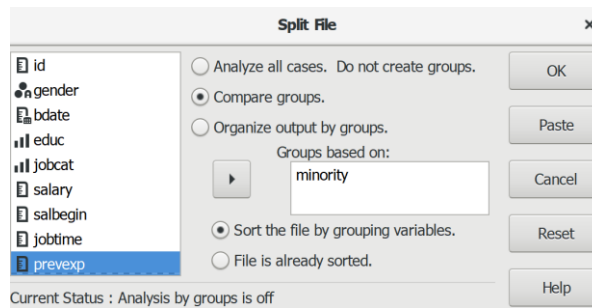 Split File
×
id
gender
bdate
educ
jobcat
salary
salbegin
jobtime
prevexp
Analyze all cases. Do not create groups.
Compare groups.
Organize output by groups.
Groups based on:
minority
Sort the file by grouping variables.
File is already sorted.
OK
Paste
Cancel
Reset
Help
Current Status : Analysis by groups is off